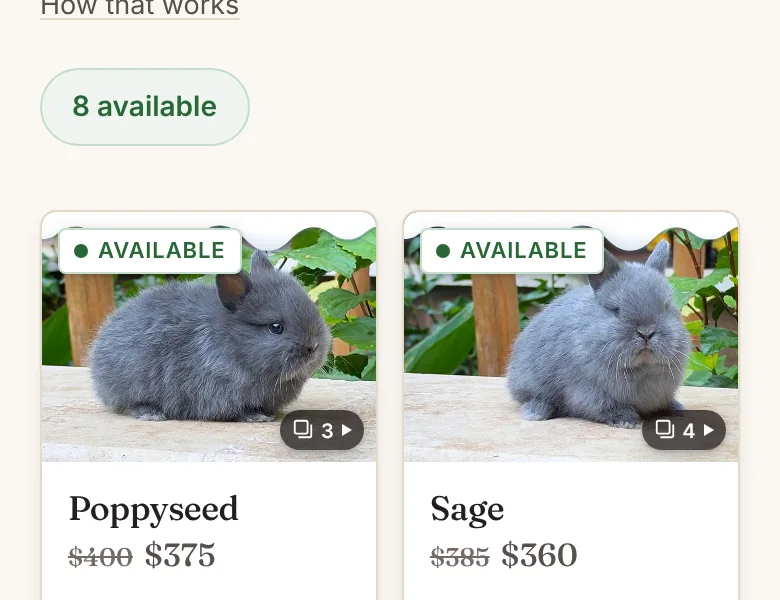 How that works
8 available
AVAILABLE
3
Poppyseed
$400 $375
AVAILABLE
4
Sage
$385 $360